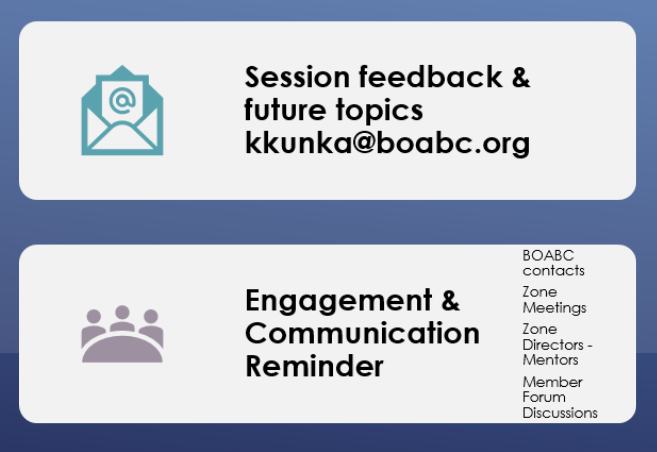 @
Session feedback &
future topics
kkunka@boabc.org
Engagement &
Communication
Reminder
BOABC
contacts
Zone
Meetings
Zone
Directors -
Mentors
Member
Forum
Discussions